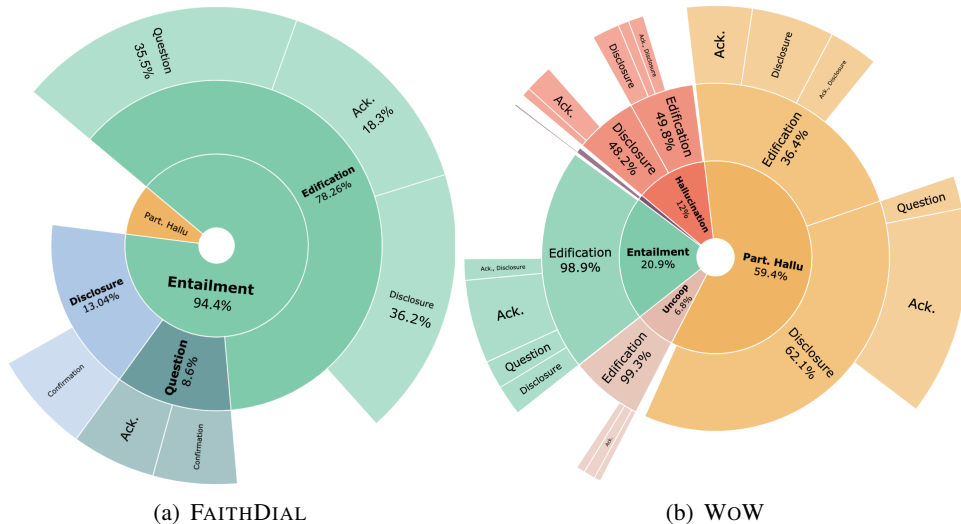 Question
35.5%
Ack.
18.3%
Edification
78.26%
Part. Hallu
Disclosure
13.04%
Entailment
94.4%
Disclosure
36.2%
Question
8.6%
Confirmation
Ack.
Confirmation
(a) FAITHDIAL
Ack.
Disclosure
Ack., Disclosure
Disclosure
Ack., Disclosure
Ack.
Edification
49.8%
Disclosure
48.2%
Edification
36.4%
Hallucination
12%
Question
Edification
98.9%
Entailment
20.9%
Part. Hallu
59.4%
Ack., Disclosure
Ack.
Ack.
Uncoop
6.8%
Question
Disclosure
Edification
99.3%
Disclosure
62.1%
Ack.
(b) WOW